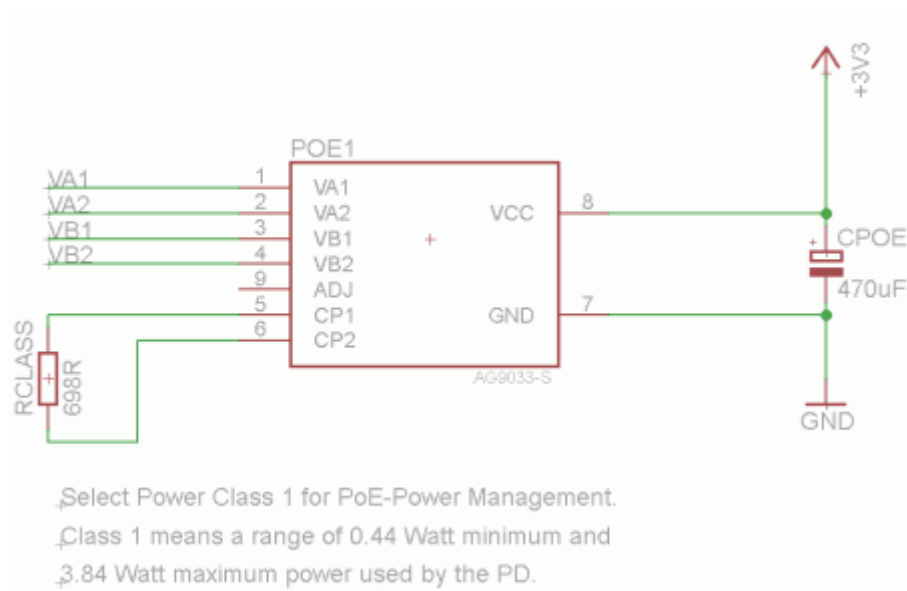 +3V3
POE1
VA1 1 VA1
VA2 2 VA2 VCC 8
VB1 3 VB1 CPOE
VB2 4 VB2
9 ADJ 470uF
5 CP1 GND 7
6 CP2
RCLASS
698R
AG9033-S
GND
Select Power Class 1 for PoE-Power Management.
Class 1 means a range of 0.44 Watt minimum and
3.84 Watt maximum power used by the PD.